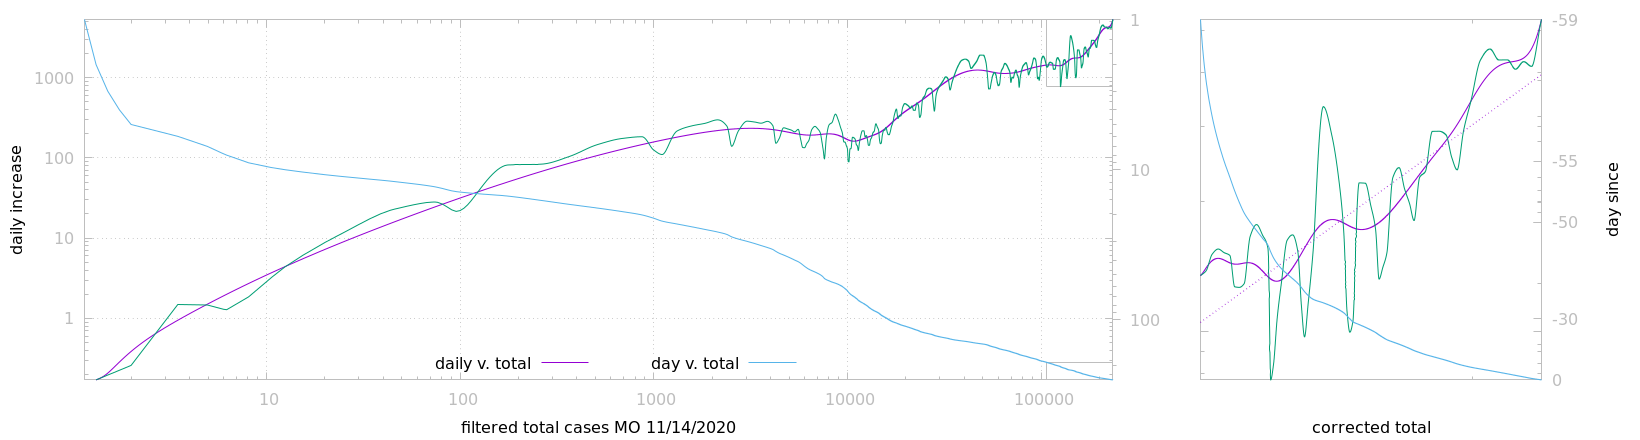 daily increase
1000
100
10
1
daily v. total
day v. total
10
100
1000
10000
100000
filtered total cases MO 11/14/2020
1
10
100
-59
-55
-50
-30
0
day since
corrected total